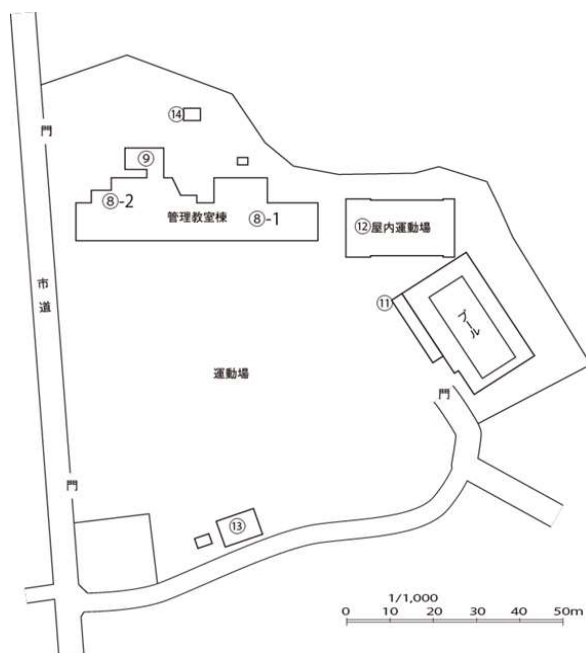 門
⑭
⑨
⑧-2
管理教室棟
⑧-1
⑫屋内運動場
市道
⑪
プール
運動場
門
門
⑬
1/1,000
0 10 20 30 40 50m